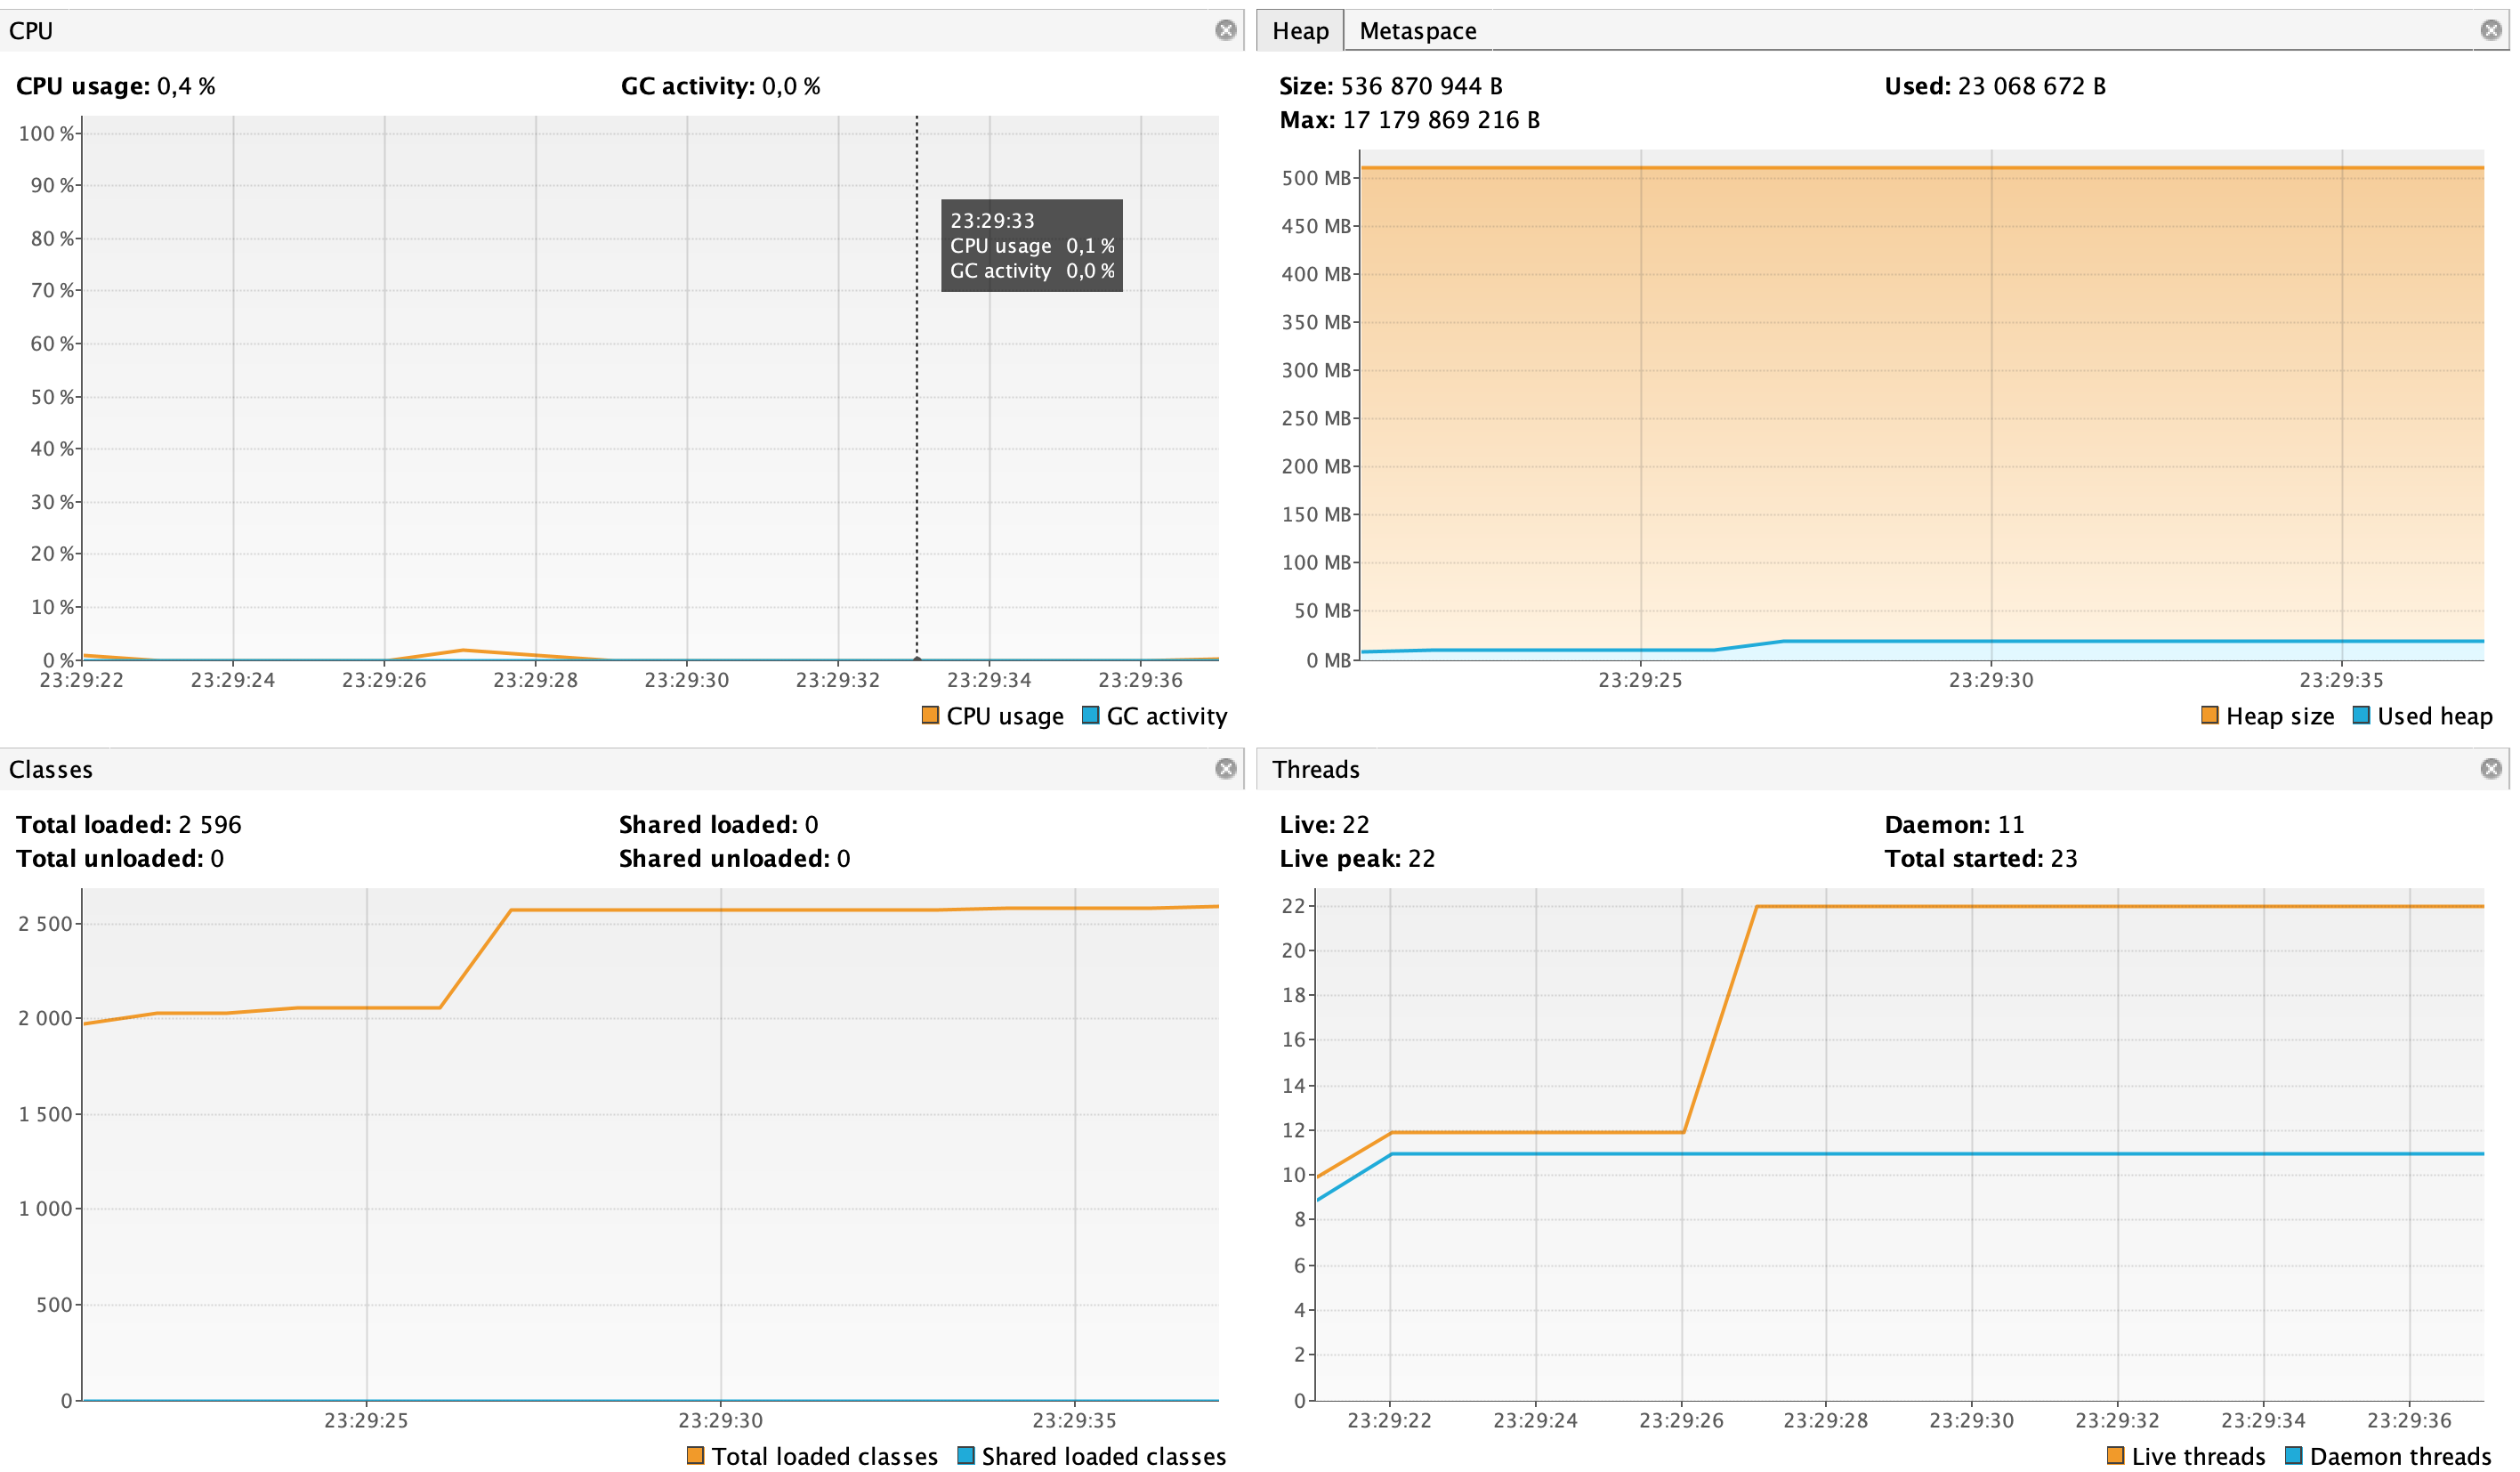 CPU
CPU usage: 0,4 %
GC activity: 0,0 %
100 %
90 %
80 %
70 %
60 %
50 %
40 %
30 %
20 %
10 %
0 %
23:29:33
CPU usage 0,1 %
GC activity 0,0 %
23:29:22 23:29:24 23:29:26 23:29:28 23:29:30 23:29:32 23:29:34 23:29:36
CPU usage GC activity
Heap Metaspace
Size: 536 870 944 B
Used: 23 068 672 B
Max: 17 179 869 216 B
500 MB
450 MB
400 MB
350 MB
300 MB
250 MB
200 MB
150 MB
100 MB
50 MB
0 MB
23:29:25 23:29:30 23:29:35
Heap size Used heap
Classes
Total loaded: 2 596
Shared loaded: 0
Total unloaded: 0
Shared unloaded: 0
2 500
2 000
1 500
1 000
500
0
23:29:25 23:29:30 23:29:35
Total loaded classes Shared loaded classes
Threads
Live: 22
Daemon: 11
Live peak: 22
Total started: 23
22
20
18
16
14
12
10
8
6
4
2
0
23:29:22 23:29:24 23:29:26 23:29:28 23:29:30 23:29:32 23:29:34 23:29:36
Live threads Daemon threads